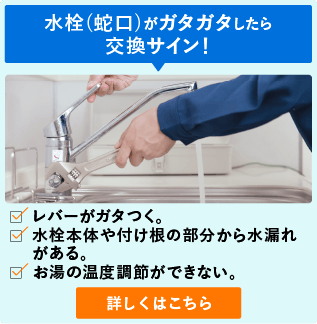 水栓(蛇口)がガタガタしたら
交換サイン!
レバーがガタつく。
水栓本体や付け根の部分から水漏れ
がある。
お湯の温度調節ができない。
詳しくはこちら